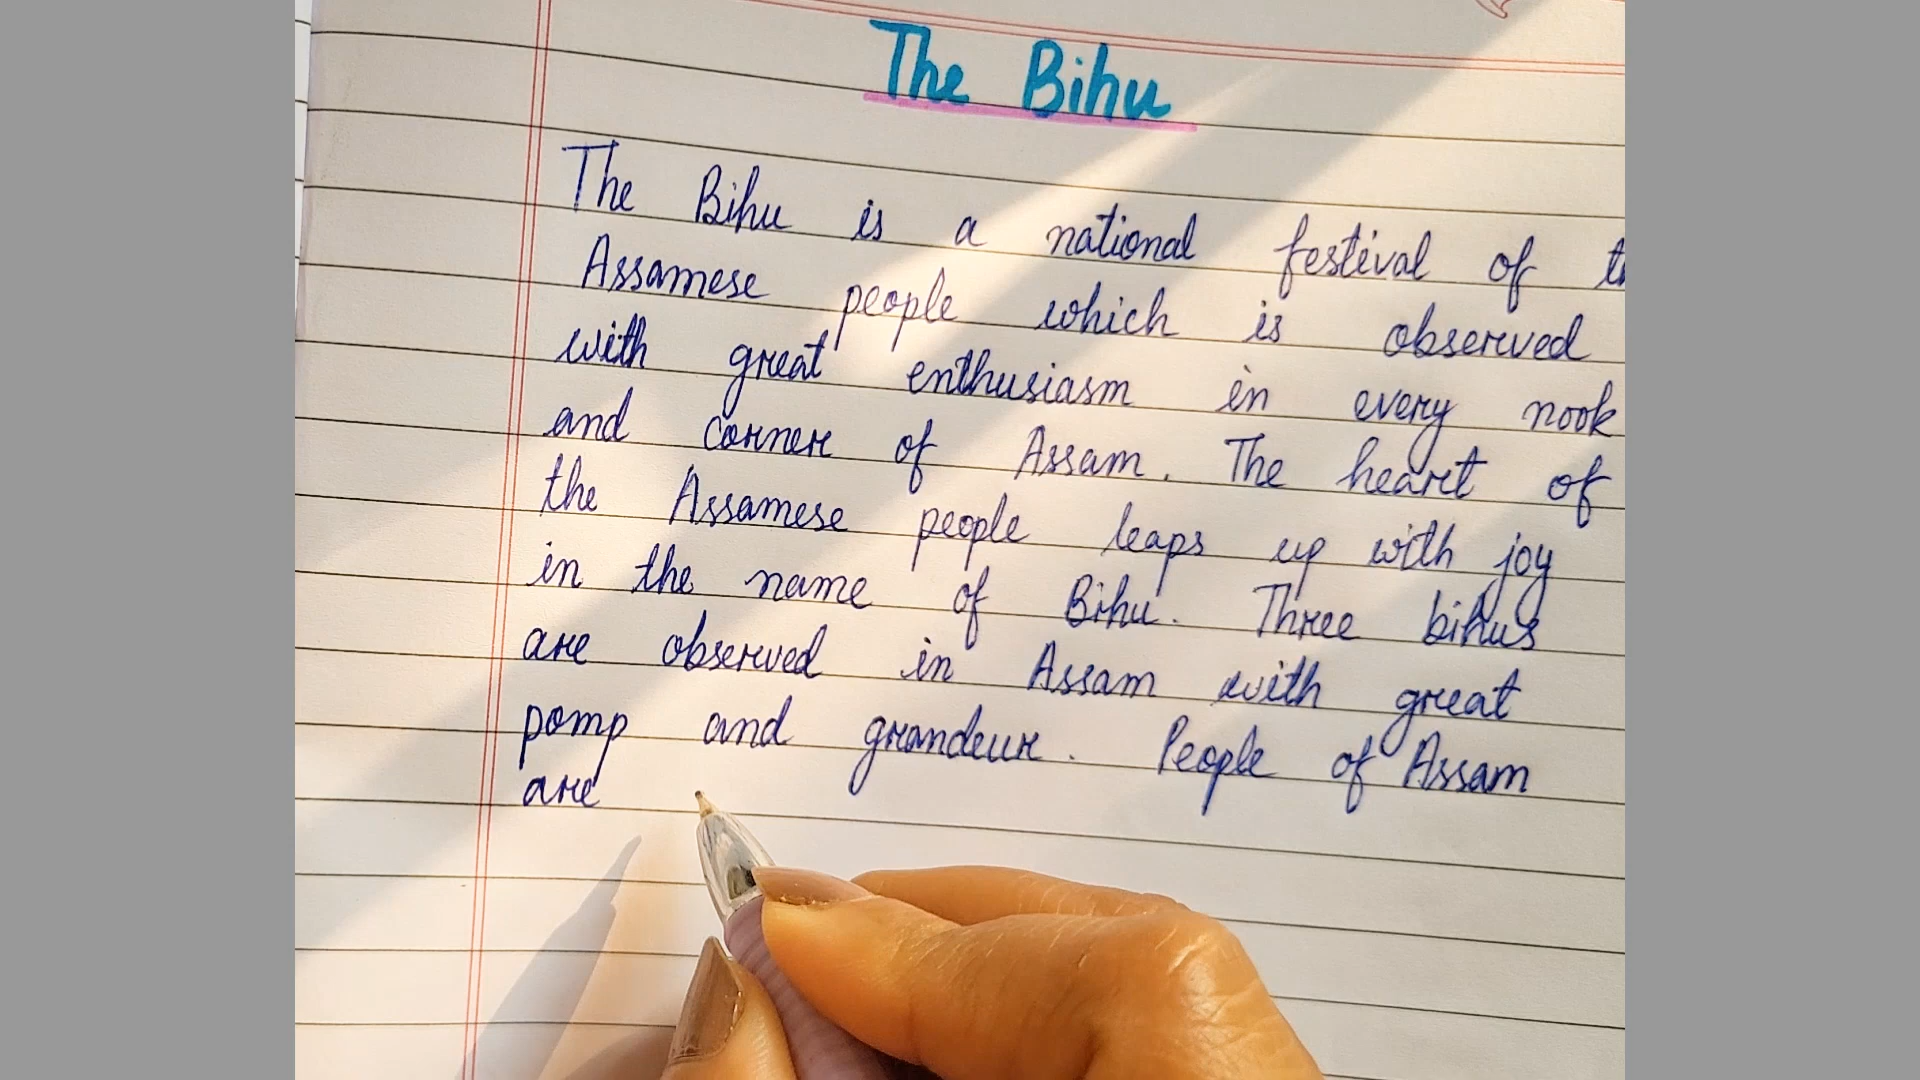 The Bihu
The Bihu is a national festival of th
Assamese people which is observed
with great enthusiasm in every nook
and corner of Assam. The heart of
the Assamese people leaps up with joy
in the name of Bihu. Three bihus
are observed in Assam with great
pomp and grandeur. People of Assam
are